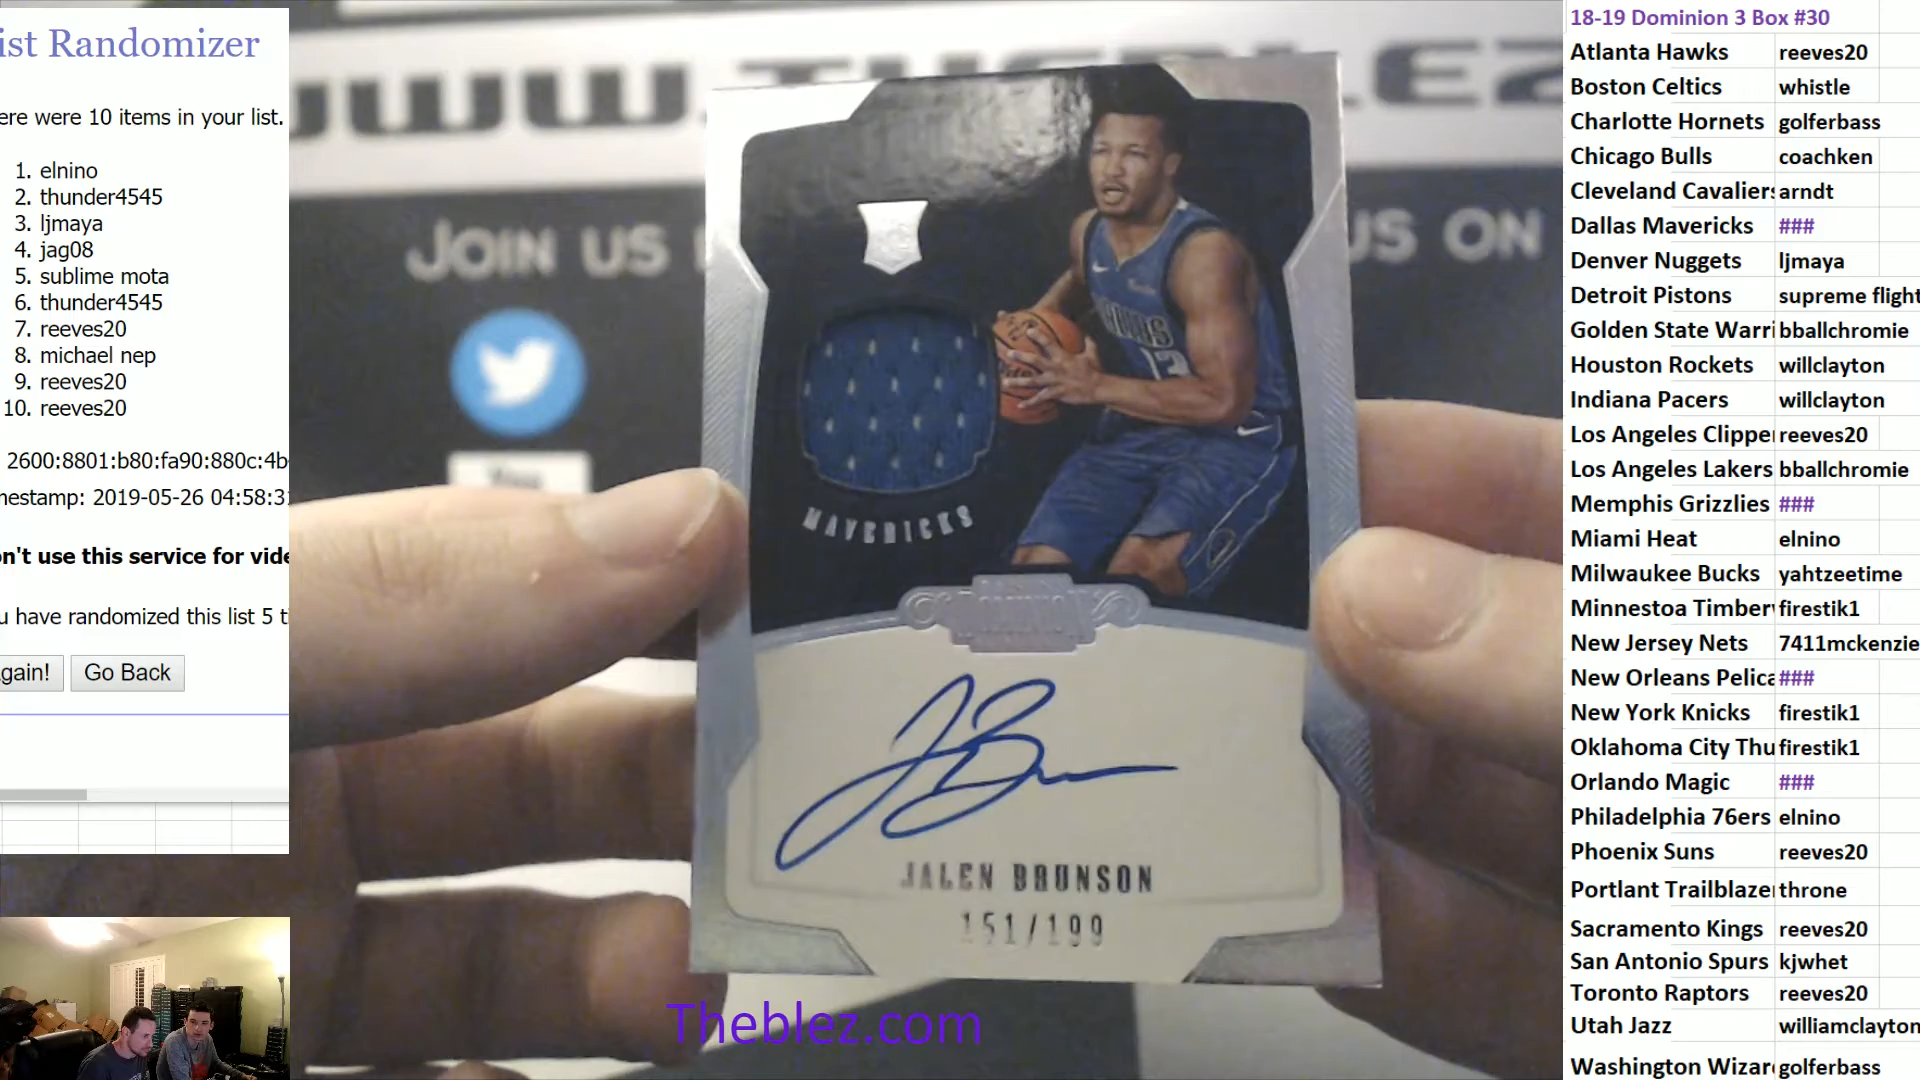 ist Randomizer
ere were 10 items in your list.
1. elnino
2. thunder4545
3. ljmaya
4. jag08
5. sublime mota
6. thunder4545
7. reeves20
8. michael nep
9. reeves20
10. reeves20
2600:8801:b80:fa90:880c:4b
nestamp: 2019-05-26 04:58:3
n't use this service for vide
u have randomized this list 5 t
gain! Go Back
JOIN US
US ON
You
MAVERICKS
13
DOMINION
JALEN BRUNSON
151/199
Theblez.com
18-19 Dominion 3 Box #30
Atlanta Hawks reeves20
Boston Celtics whistle
Charlotte Hornets golferbass
Chicago Bulls coachken
Cleveland Cavaliers arndt
Dallas Mavericks ###
Denver Nuggets ljmaya
Detroit Pistons supreme flight
Golden State Warri bballchromie
Houston Rockets willclayton
Indiana Pacers willclayton
Los Angeles Clipper reeves20
Los Angeles Lakers bballchromie
Memphis Grizzlies ###
Miami Heat elnino
Milwaukee Bucks yahtzeetime
Minnestoa Timberv firestik1
New Jersey Nets 7411mckenzie
New Orleans Pelica ###
New York Knicks firestik1
Oklahoma City Thu firestik1
Orlando Magic ###
Philadelphia 76ers elnino
Phoenix Suns reeves20
Portlant Trailblazer throne
Sacramento Kings reeves20
San Antonio Spurs kjwhet
Toronto Raptors reeves20
Utah Jazz williamclayton
Washington Wizar golferbass